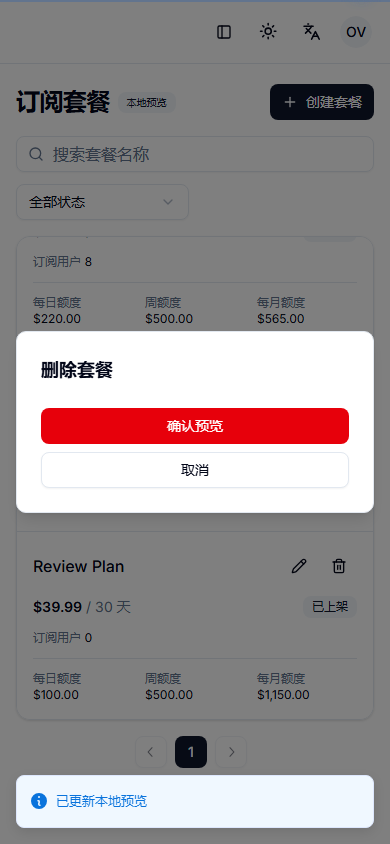 OV
订阅套餐
本地预览
创建套餐
搜索套餐名称
全部状态
订阅用户 8
每日额度 周额度 每月额度
$220.00 $500.00 $565.00
删除套餐
确认预览
取消
Review Plan
$39.99 / 30 天
已上架
订阅用户 0
每日额度 周额度 每月额度
$100.00 $500.00 $1,150.00
1
已更新本地预览